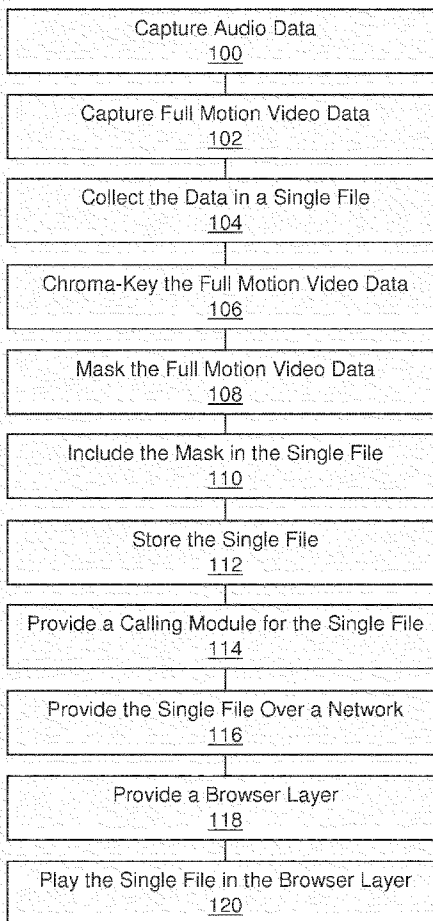 Capture Audio Data
100
Capture Full Motion Video Data
102
Collect the Data in a Single File
104
Chroma-Key the Full Motion Video Data
106
Mask the Full Motion Video Data
108
Include the Mask in the Single File
110
Store the Single File
112
Provide a Calling Module for the Single File
114
Provide the Single File Over a Network
116
Provide a Browser Layer
118
Play the Single File in the Browser Layer
120